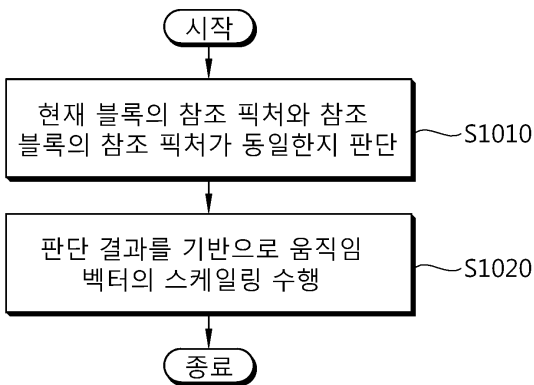 시작
현재 블록의 참조 픽처와 참조
블록의 참조 픽처가 동일한지 판단
S1010
판단 결과를 기반으로 움직임
벡터의 스케일링 수행
S1020
종료